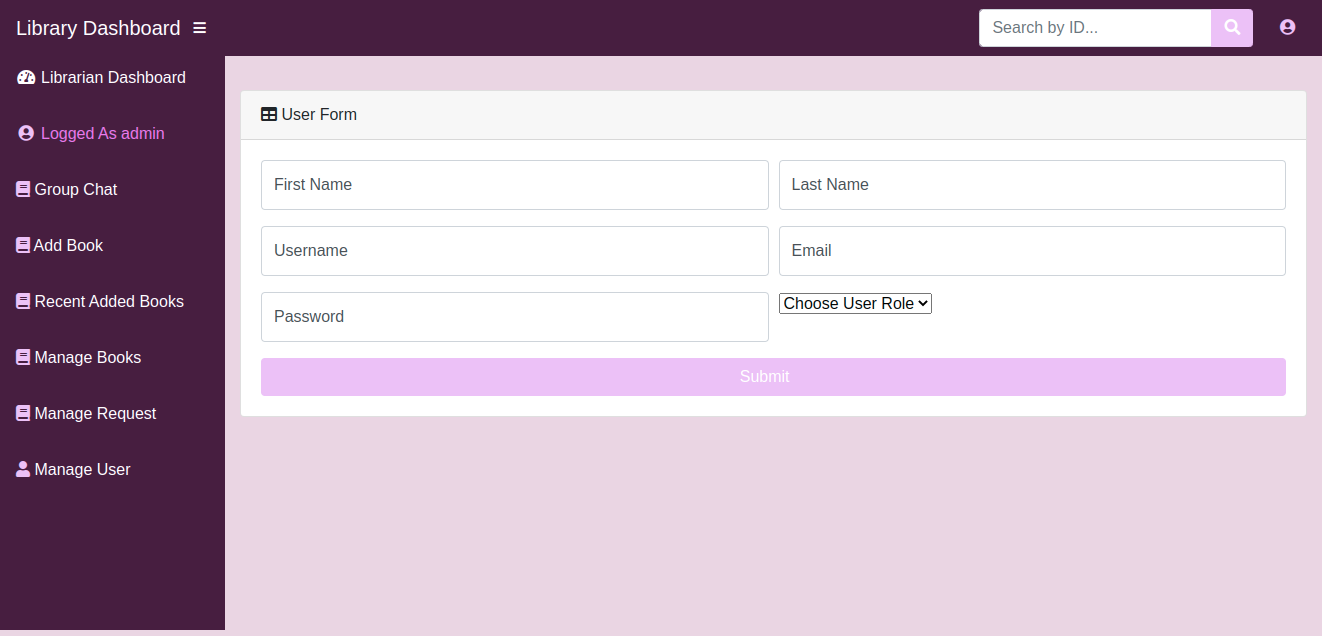 Library Dashboard
Search by ID...
Librarian Dashboard
Logged As admin
Group Chat
Add Book
Recent Added Books
Manage Books
Manage Request
Manage User
User Form
First Name
Last Name
Username
Email
Password
Choose User Role
Submit